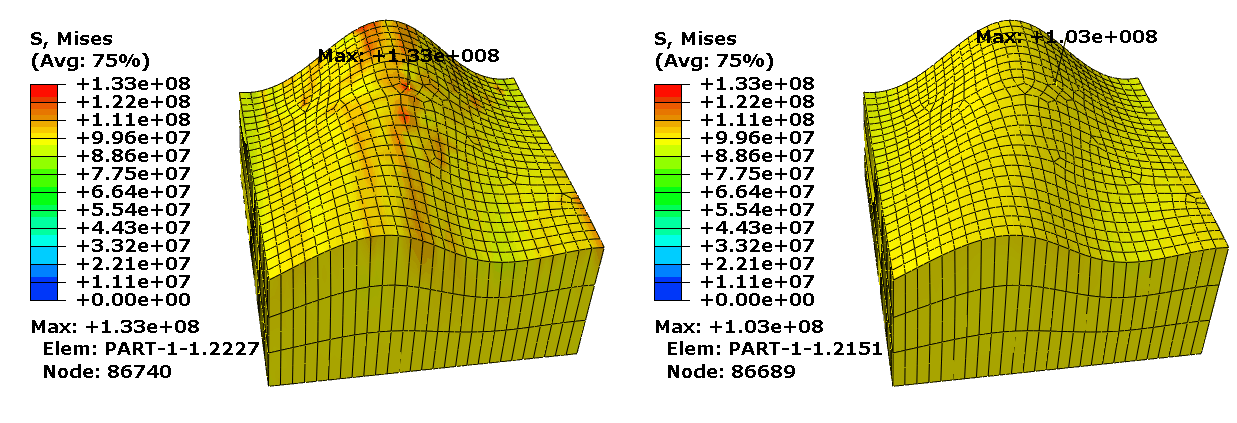 S, Mises
(Avg: 75%)
+1.33e+08
+1.22e+08
+1.11e+08
+9.96e+07
+8.86e+07
+7.75e+07
+6.64e+07
+5.54e+07
+4.43e+07
+3.32e+07
+2.21e+07
+1.11e+07
+0.00e+00
Max: +1.33e+08
Elem: PART-1-1.2227
Node: 86740
Max: +1.33e+008
S, Mises
(Avg: 75%)
+1.33e+08
+1.22e+08
+1.11e+08
+9.96e+07
+8.86e+07
+7.75e+07
+6.64e+07
+5.54e+07
+4.43e+07
+3.32e+07
+2.21e+07
+1.11e+07
+0.00e+00
Max: +1.03e+08
Elem: PART-1-1.2151
Node: 86689
Max: +1.03e+008